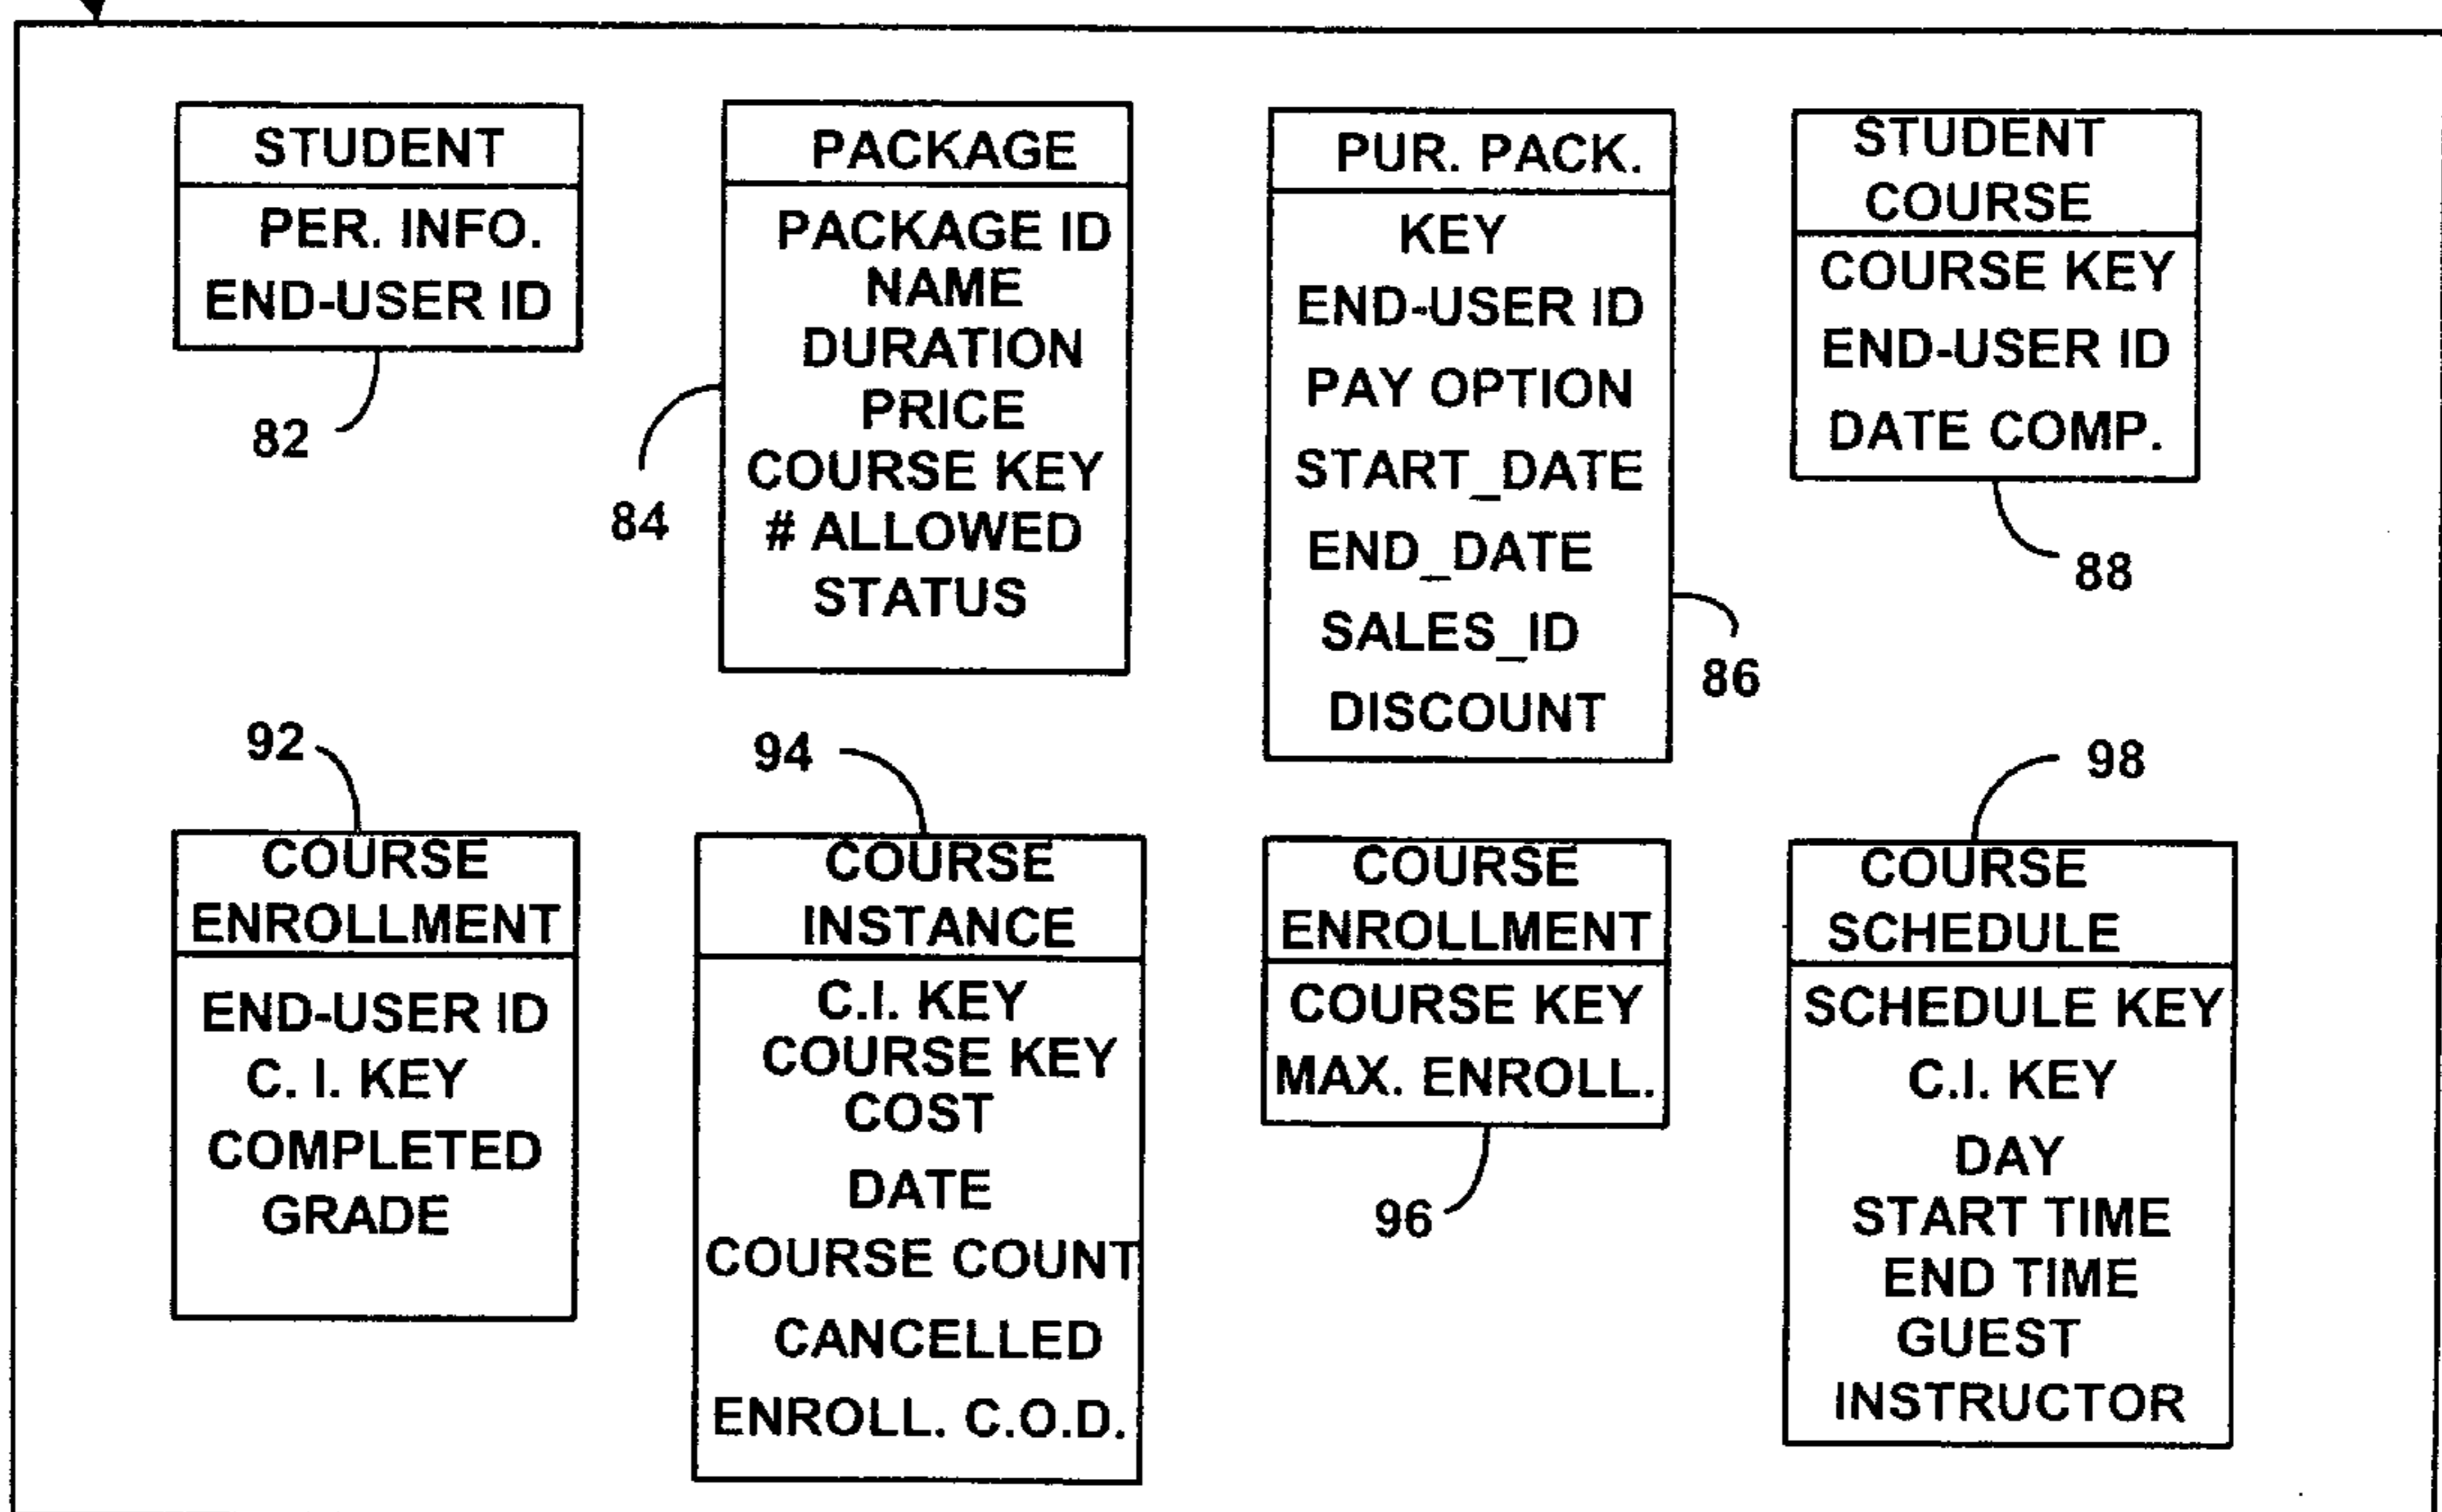 STUDENT
PER. INFO.
END-USER ID
82
PACKAGE
PACKAGE ID
NAME
DURATION
PRICE
COURSE KEY
# ALLOWED
STATUS
84
PUR. PACK.
KEY
END-USER ID
PAY OPTION
START_DATE
END_DATE
SALES_ID
DISCOUNT
86
STUDENT
COURSE
COURSE KEY
END-USER ID
DATE COMP.
88
92
COURSE
ENROLLMENT
END-USER ID
C. I. KEY
COMPLETED
GRADE
94
COURSE
INSTANCE
C.I. KEY
COURSE KEY
COST
DATE
COURSE COUNT
CANCELLED
ENROLL. C.O.D.
COURSE
ENROLLMENT
COURSE KEY
MAX. ENROLL.
96
98
COURSE
SCHEDULE
SCHEDULE KEY
C.I. KEY
DAY
START TIME
END TIME
GUEST
INSTRUCTOR